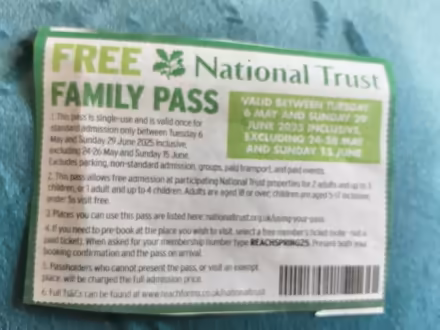 FREE National Trust
FAMILY PASS
VALID BETWEEN TUESDAY
6 MAY AND SUNDAY 29
JUNE 2025 INCLUSIVE,
EXCLUDING 24-26 MAY
AND SUNDAY 15 JUNE
1. This pass is single-use and is valid once for
standard admission only between Tuesday 6
May and Sunday 29 June 2025 inclusive,
excluding 24-26 May and Sunday 15 June.
Excludes parking, non-standard admission, groups, paid transport, and paid events.
2. This pass allows free admission at participating National Trust properties for 2 adults and up to 3
children, or 1 adult and up to 4 children. Adults are aged 18 or over; children are aged 5-17 inclusive;
under 5s visit free.
3. Places you can use this pass are listed here: nationaltrust.org.uk/using-your-pass
4. If you need to pre-book at the place you wish to visit, select a free member's ticket (note: not a
paid ticket). When asked for your membership number type REACHSPRING25. Present both your
booking confirmation and the pass on arrival.
5. Passholders who cannot present the pass, or visit an exempt
place, will be charged the full admission price.
6. Full Ts&Cs can be found at www.reachforms.co.uk/nationaltrust